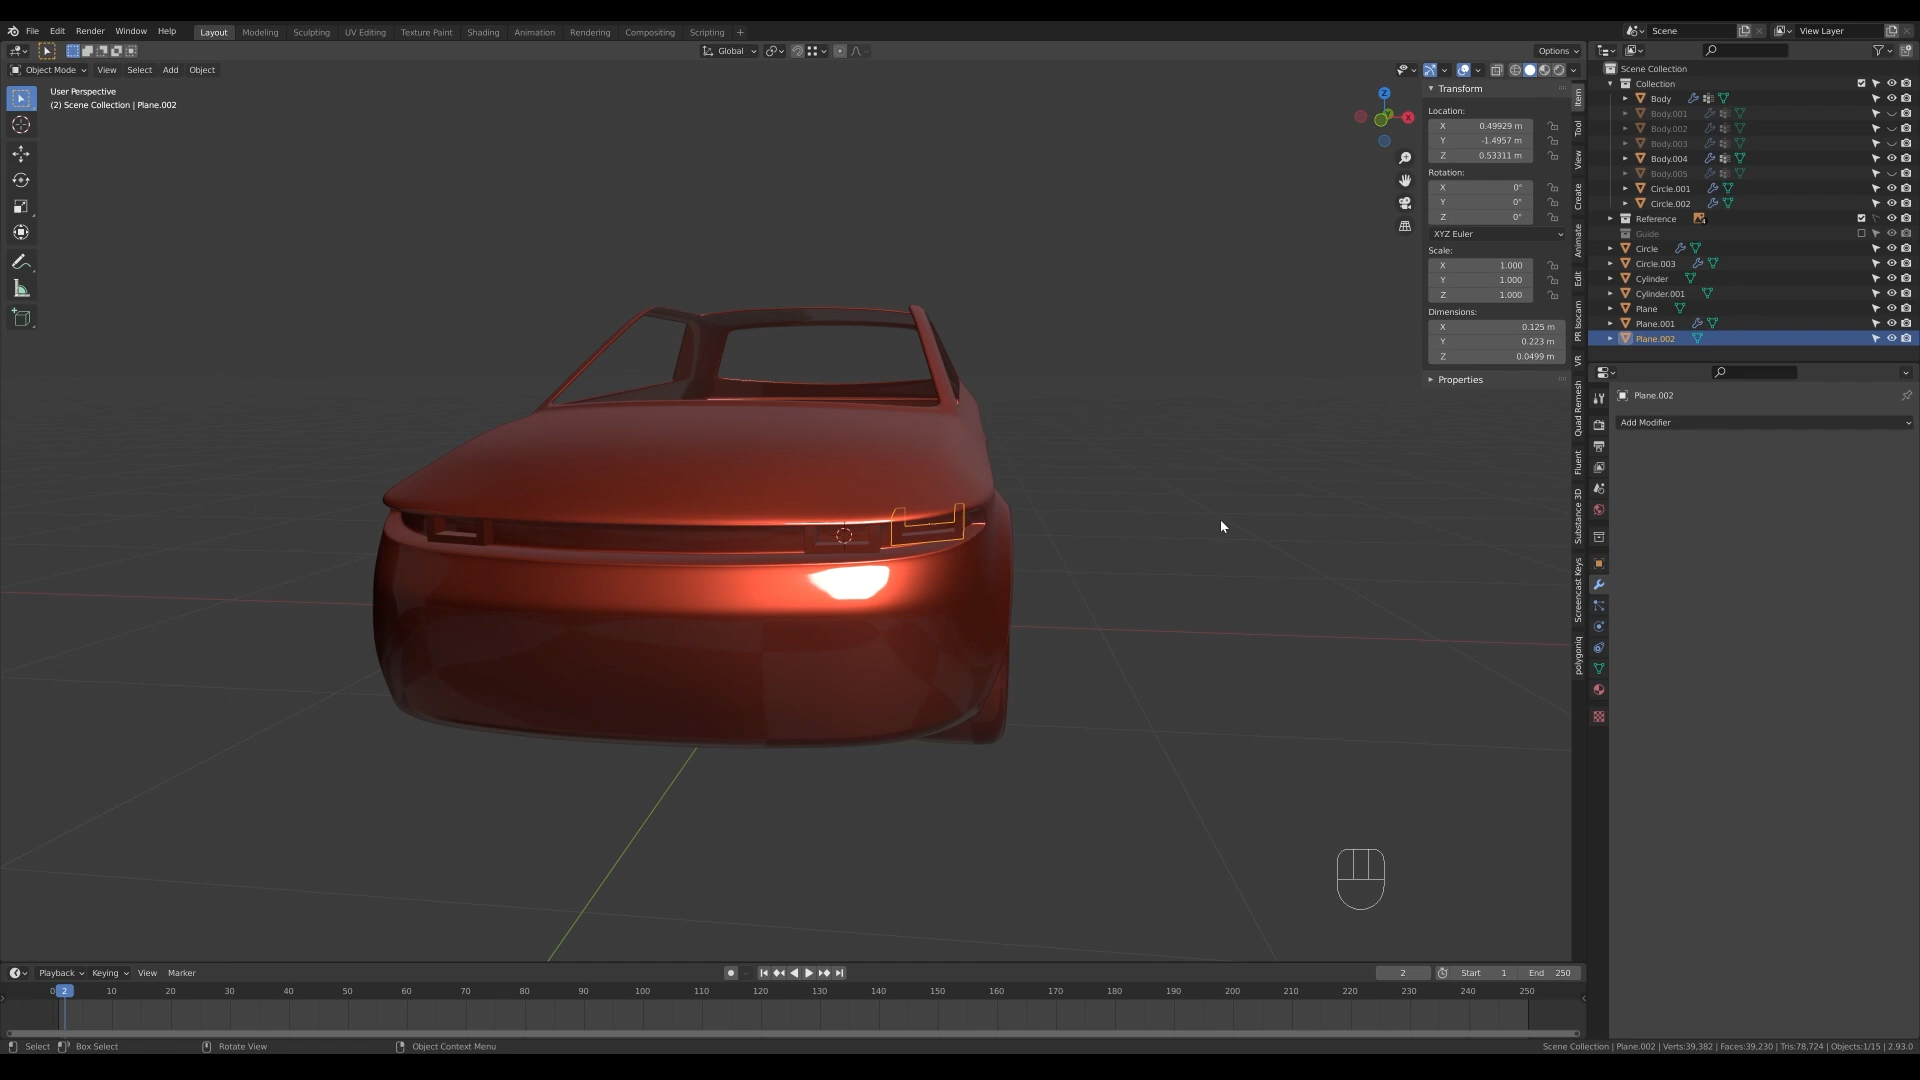 File Edit Render Window Help Layout Modeling Sculpting UV Editing Texture Paint Shading Animation Rendering Compositing Scripting + Scene View Layer
Global Options
Object Mode View Select Add Object
User Perspective
(2) Scene Collection | Plane.002
Z
Y
X
Transform
Location:
X 0.49929 m
Y -1.4957 m
Z 0.53311 m
Rotation:
X 0°
Y 0°
Z 0°
XYZ Euler
Scale:
X 1.000
Y 1.000
Z 1.000
Dimensions:
X 0.125 m
Y 0.223 m
Z 0.0499 m
Properties
Item
Tool
View
Create
Animate
Edit
PR Isocam
VR
Quad Remesh
Fluent
Substance 3D
Screencast Keys
polygoniq
Scene Collection
Collection
Body
Body.001
Body.002
Body.003
Body.004
Body.005
Circle.001
Circle.002
Reference
Guide
Circle
Circle.003
Cylinder
Cylinder.001
Plane
Plane.001
Plane.002
Plane.002
Add Modifier
Playback Keying View Marker 2 Start 1 End 250
0 2 10 20 30 40 50 60 70 80 90 100 110 120 130 140 150 160 170 180 190 200 210 220 230 240 250
Select Box Select Rotate View Object Context Menu Scene Collection | Plane.002 | Verts:39,382 | Faces:39,230 | Tris:78,724 | Objects:1/15 | 2.93.0